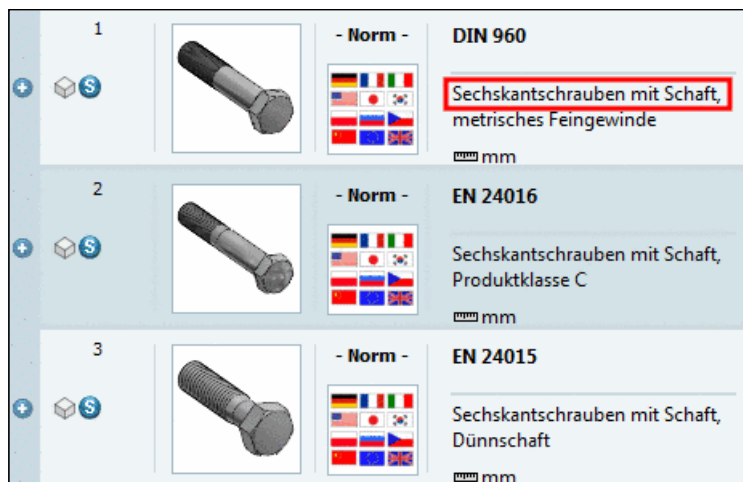 1
- Norm -
DIN 960
S
Sechskantschrauben mit Schaft,
metrisches Feingewinde
mm
2
- Norm -
EN 24016
S
Sechskantschrauben mit Schaft,
Produktklasse C
mm
3
- Norm -
EN 24015
S
Sechskantschrauben mit Schaft,
Dünnschaft
mm